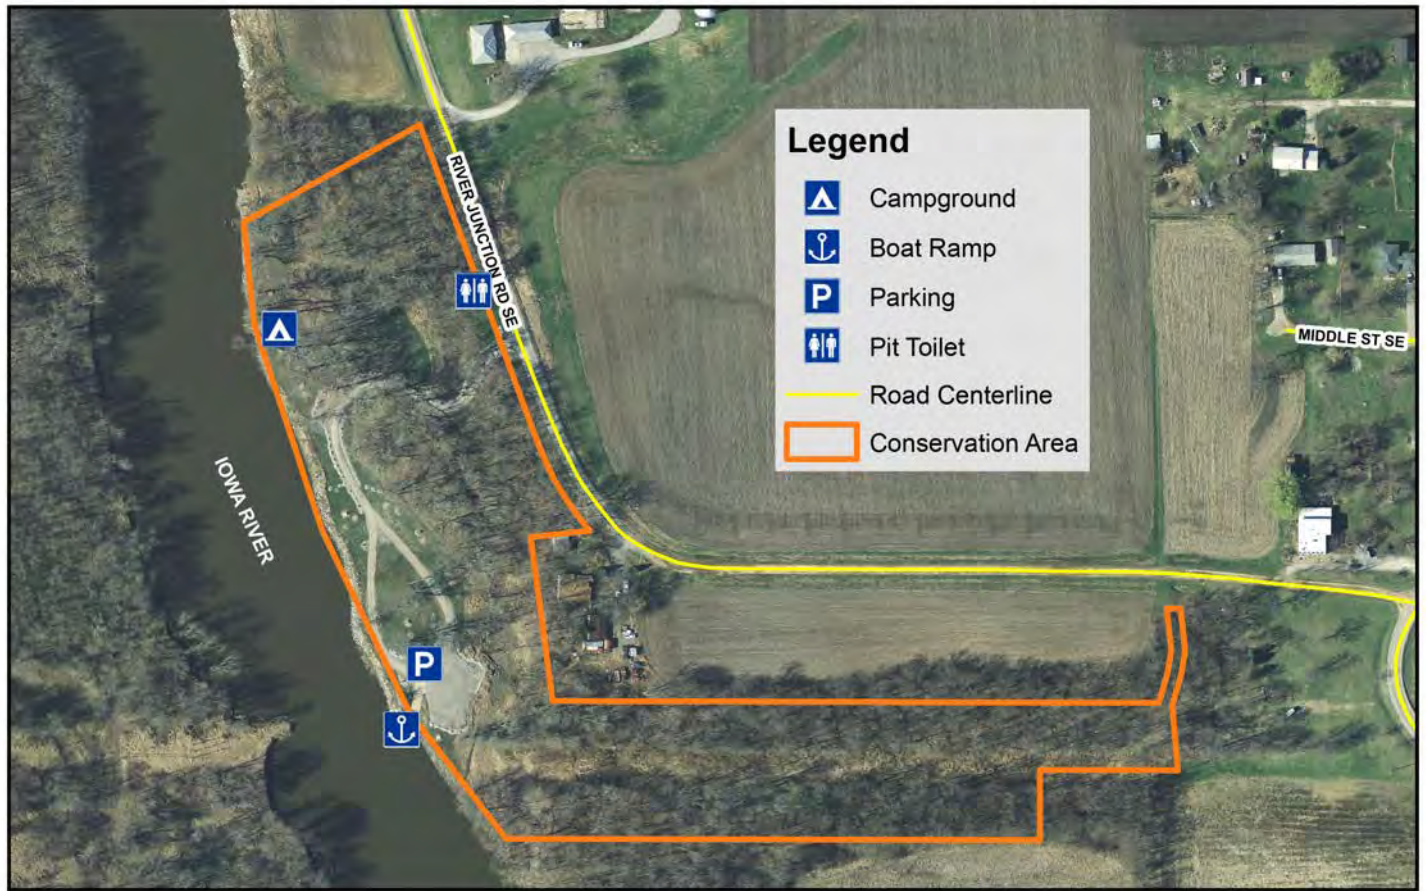 RIVER JUNCTION RD SE
Legend
Campground
Boat Ramp
P Parking
Pit Toilet
Road Centerline
Conservation Area
MIDDLE ST SE
IOWA RIVER
P